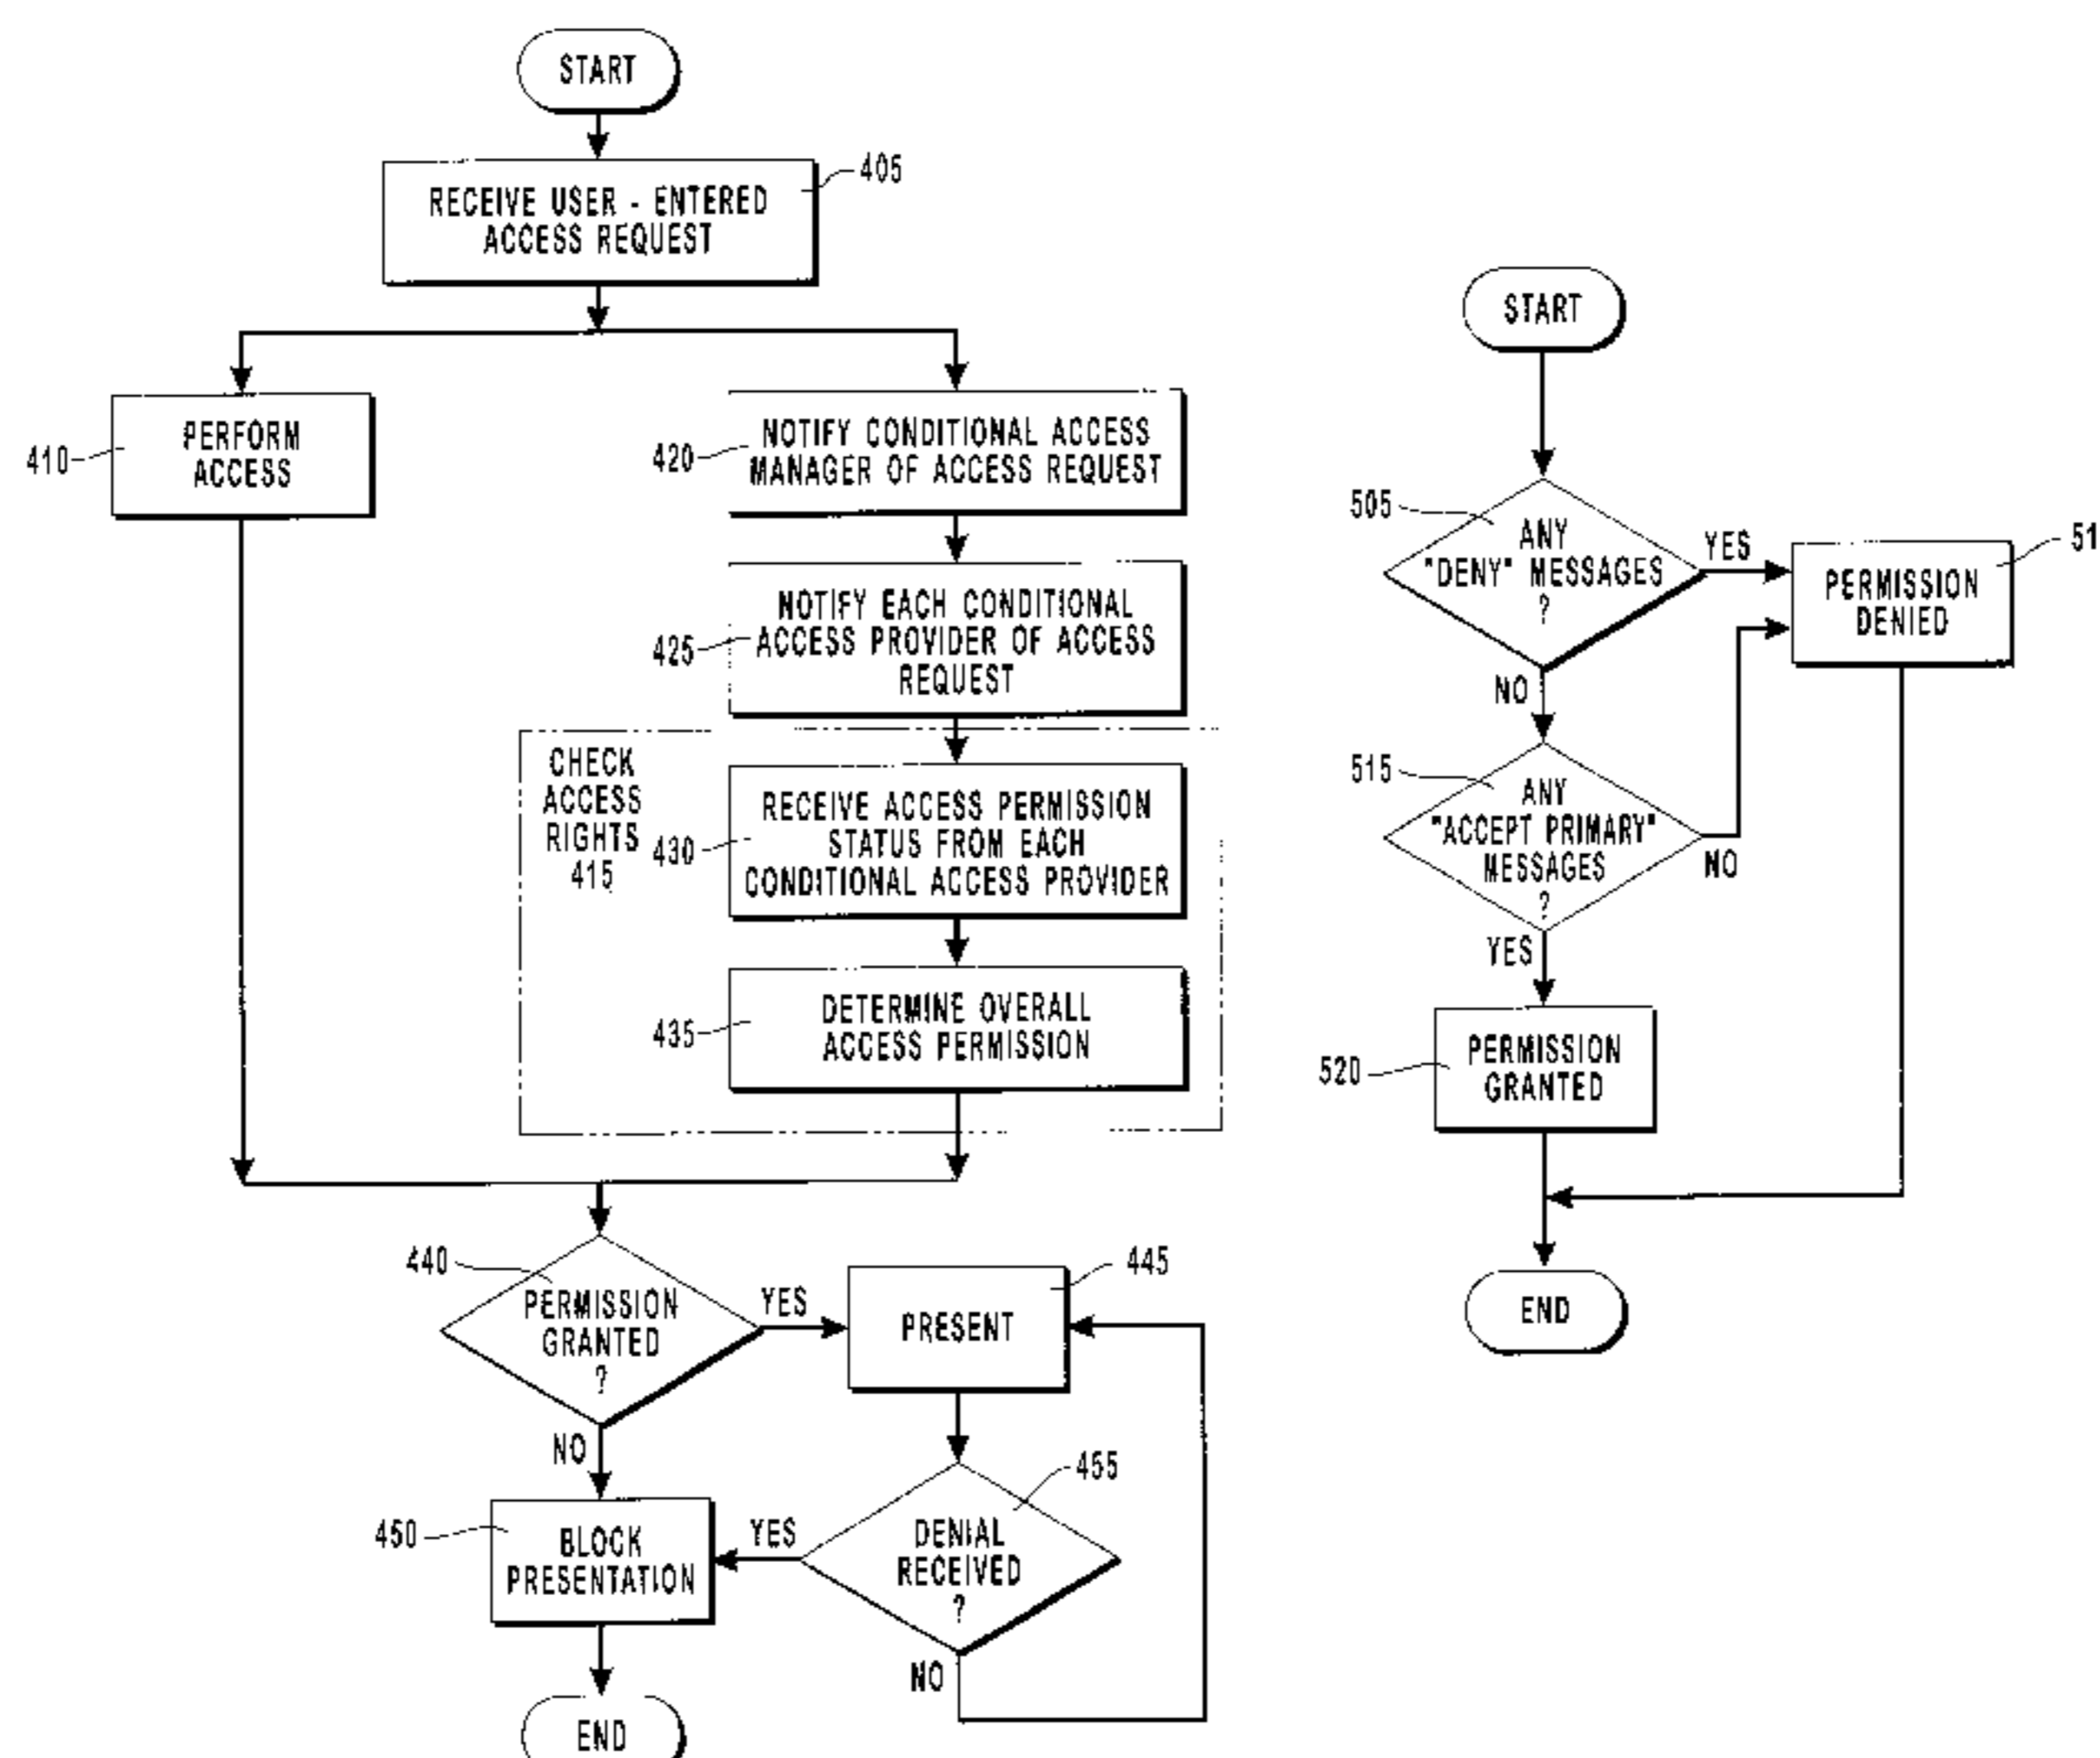 START
RECEIVE USER - ENTERED
ACCESS REQUEST
405
PERFORM
ACCESS
410
NOTIFY CONDITIONAL ACCESS
MANAGER OF ACCESS REQUEST
420
NOTIFY EACH CONDITIONAL
ACCESS PROVIDER OF ACCESS
REQUEST
425
CHECK
ACCESS
RIGHTS
415
RECEIVE ACCESS PERMISSION
STATUS FROM EACH
CONDITIONAL ACCESS PROVIDER
430
DETERMINE OVERALL
ACCESS PERMISSION
435
440
PERMISSION
GRANTED
?
YES
NO
445
PRESENT
455
DENIAL
RECEIVED
?
YES
NO
450
BLOCK
PRESENTATION
END
START
505
ANY
"DENY" MESSAGES
?
YES
NO
51
PERMISSION
DENIED
515
ANY
"ACCEPT PRIMARY"
MESSAGES
?
NO
YES
520
PERMISSION
GRANTED
END